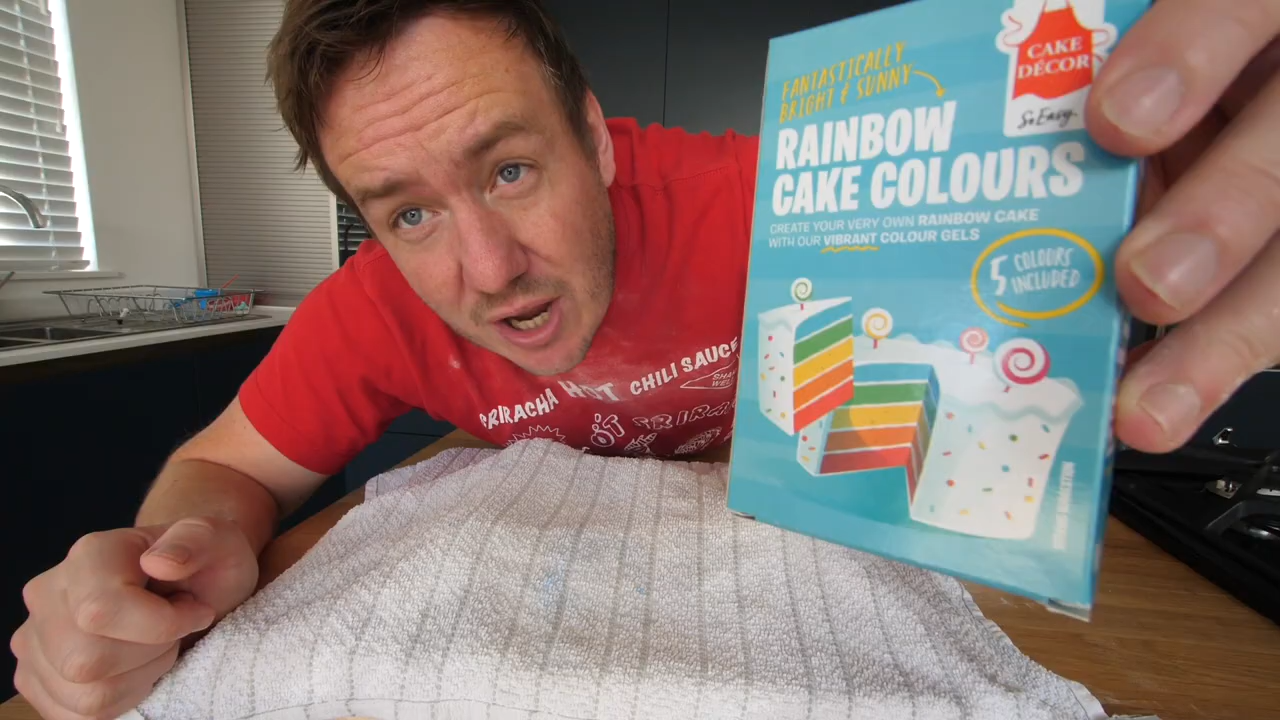 FANTASTICALLY
BRIGHT & SUNNY
RAINBOW
CAKE COLOURS
CREATE YOUR VERY OWN RAINBOW CAKE
WITH OUR VIBRANT COLOUR GELS
5 COLOURS
INCLUDED
CAKE
DÉCOR
So Easy
SRIRACHA HOT CHILI SAUCE